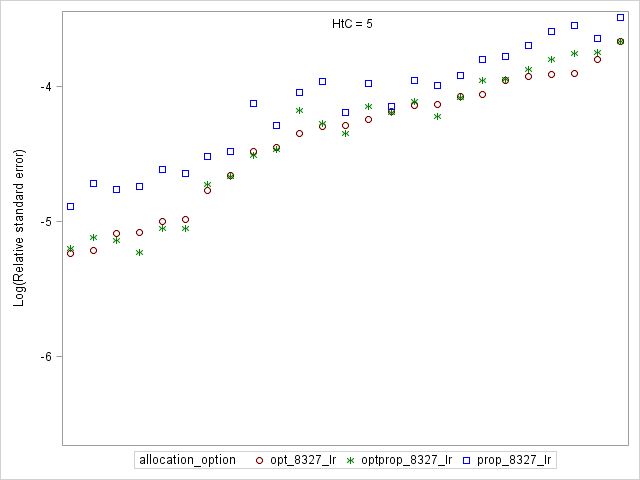 HtC = 5
-4
-5
-6
Log(Relative standard error)
allocation_option opt_8327_lr optprop_8327_lr prop_8327_lr